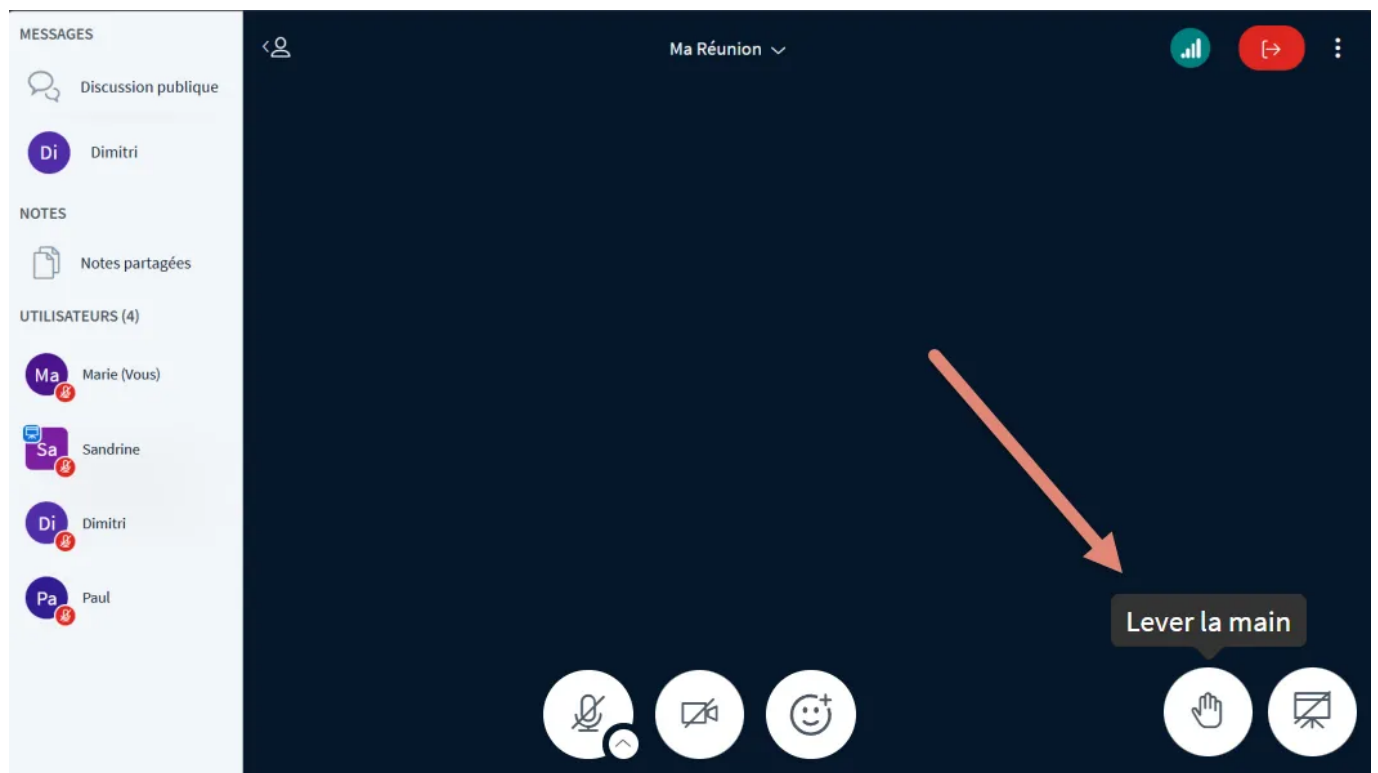 MESSAGES
Discussion publique
Di Dimitri
NOTES
Notes partagées
UTILISATEURS (4)
Ma Marie (Vous)
Sa Sandrine
Di Dimitri
Pa Paul
Ma Réunion
Lever la main